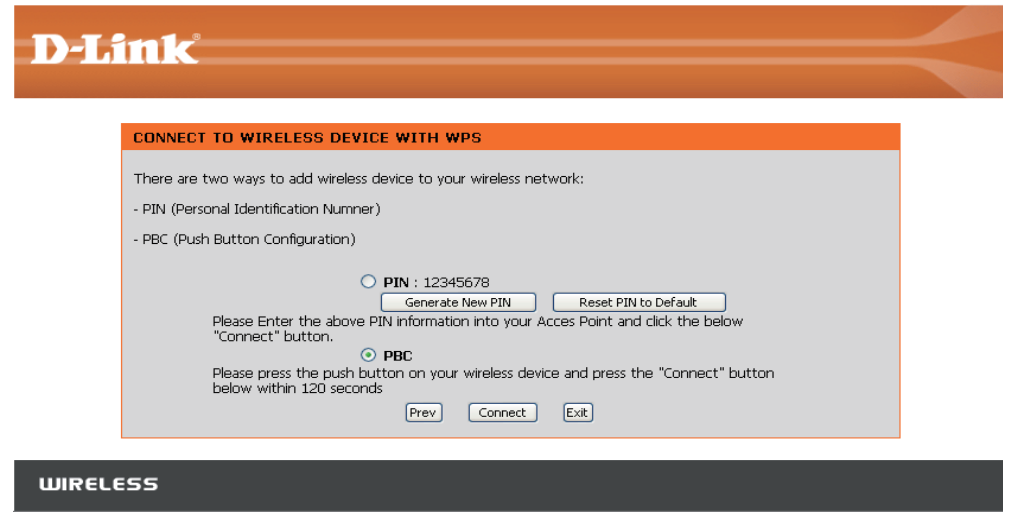 D-Link®
CONNECT TO WIRELESS DEVICE WITH WPS
There are two ways to add wireless device to your wireless network:
- PIN (Personal Identification Numner)
- PBC (Push Button Configuration)
PIN : 12345678
Generate New PIN Reset PIN to Default
Please Enter the above PIN information into your Acces Point and click the below
"Connect" button.
PBC
Please press the push button on your wireless device and press the "Connect" button
below within 120 seconds
Prev Connect Exit
WIRELESS